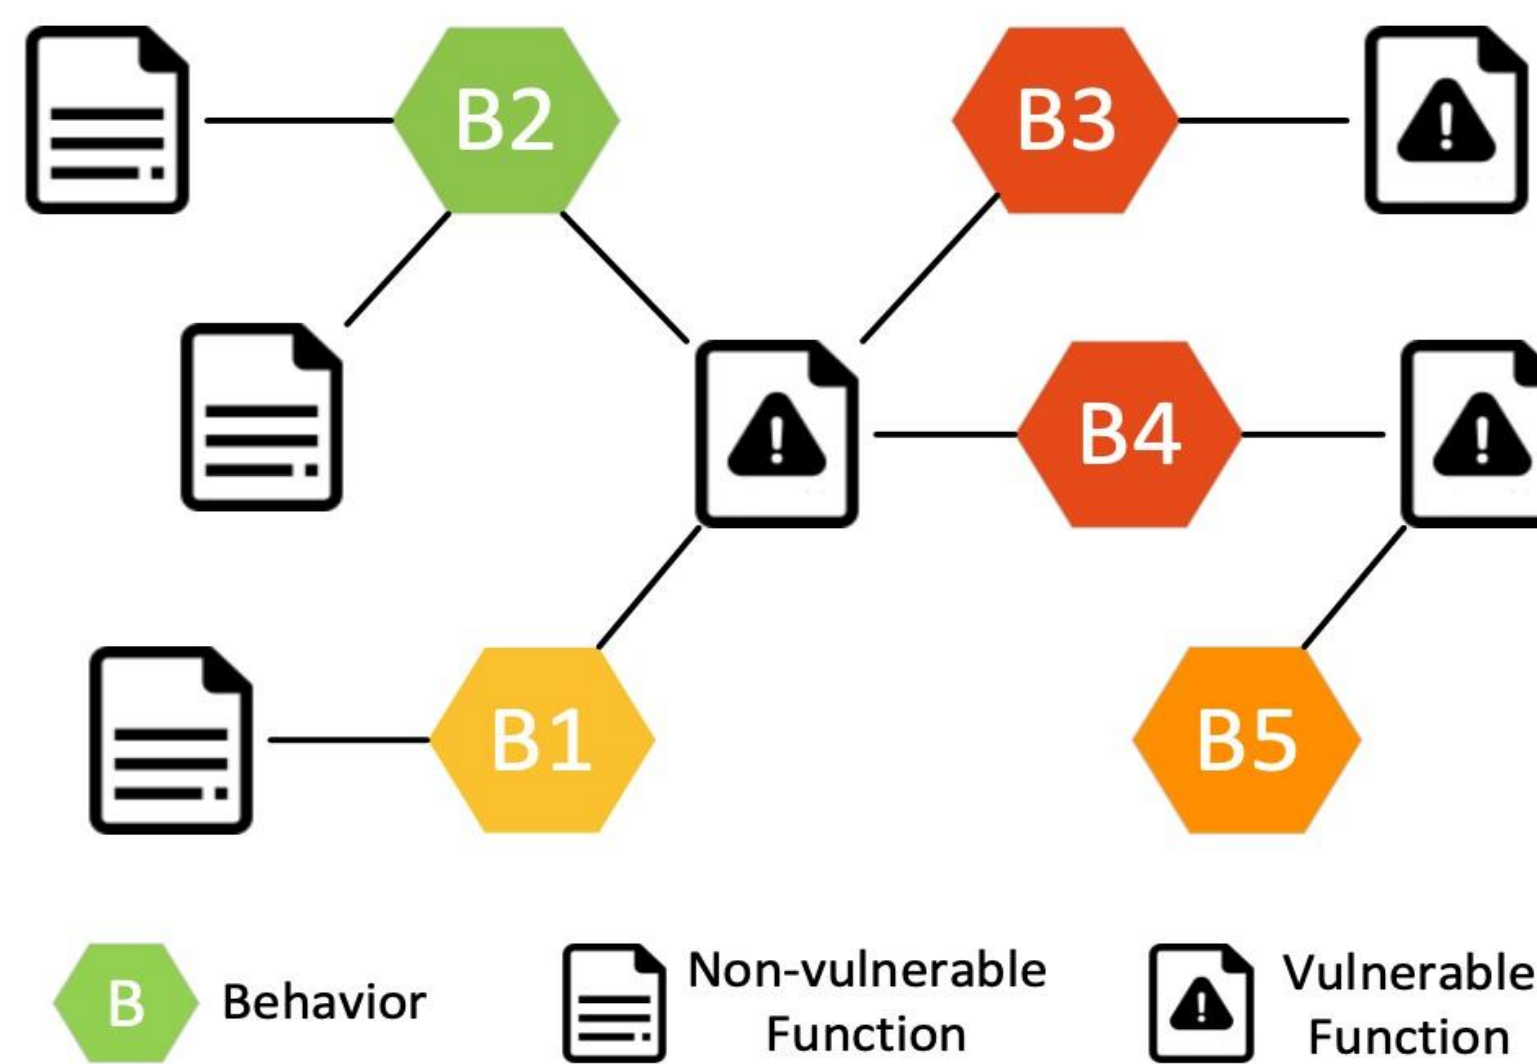 B2
B3
B4
B1
B5
B
Behavior
Non-vulnerable
Function
Vulnerable
Function